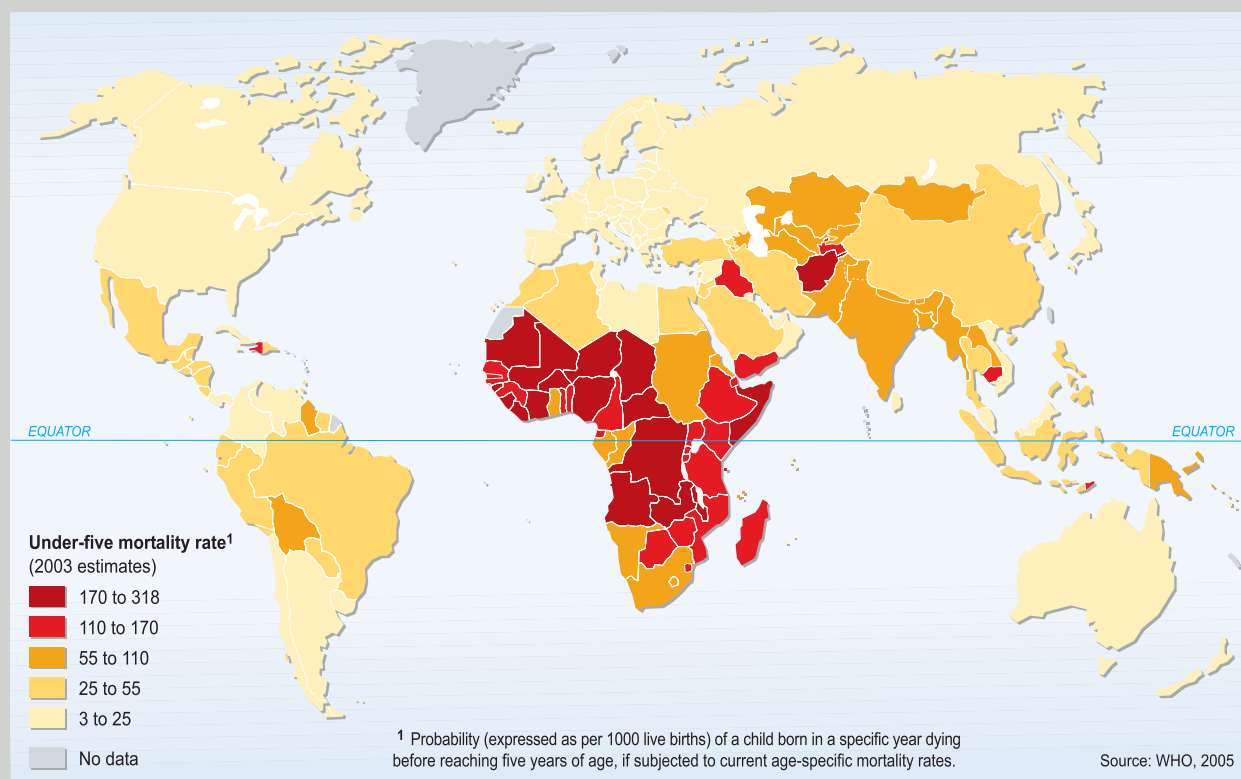 EQUATOR
EQUATOR
Under-five mortality rate1
(2003 estimates)
170 to 318
110 to 170
55 to 110
25 to 55
3 to 25
No data
1 Probability (expressed as per 1000 live births) of a child born in a specific year dying
before reaching five years of age, if subjected to current age-specific mortality rates.
Source: WHO, 2005